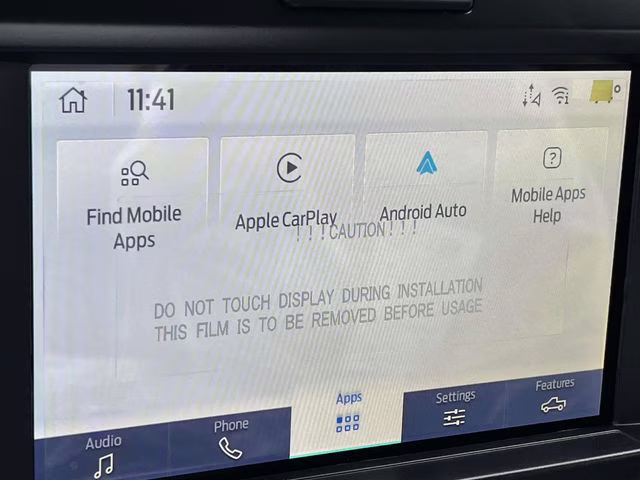 11:41
Find Mobile
Apps
Apple CarPlay
Android Auto
Mobile Apps
Help
! ! ! CAUTION ! ! !
DO NOT TOUCH DISPLAY DURING INSTALLATION
THIS FILM IS TO BE REMOVED BEFORE USAGE
Audio
Phone
Apps
Settings
Features